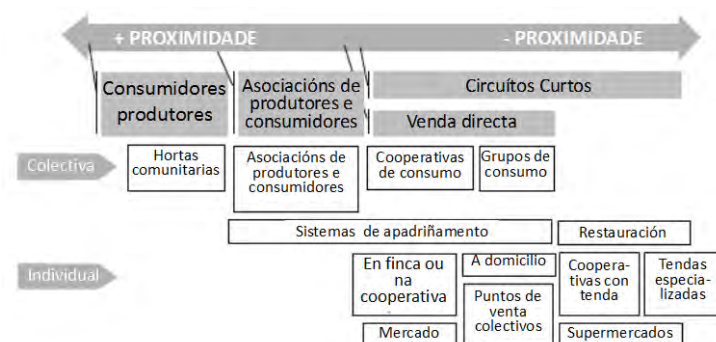 + PROXIMIDADE
- PROXIMIDADE
Consumidores
produtores
Asociacións de
produtores e
consumidores
Circuítos Curtos
Venda directa
Colectiva
Hortas
comunitarias
Asociacións de
produtores e
consumidores
Cooperativas
de consumo
Grupos de
consumo
Sistemas de apadriñamento
Restauración
Individual
En finca ou
na
cooperativa
A domicilio
Coopera-
tivas con
tenda
Tendas
especia-
lizadas
Puntos de
venta
colectivos
Mercado
Supermercados